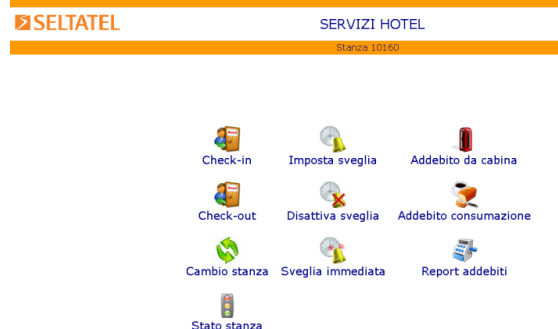 SELTATEL
SERVIZI HOTEL
Stanza 10160
Check-in Imposta sveglia Addebito da cabina
Check-out Disattiva sveglia Addebito consumazione
Cambio stanza Sveglia immediata Report addebiti
Stato stanza